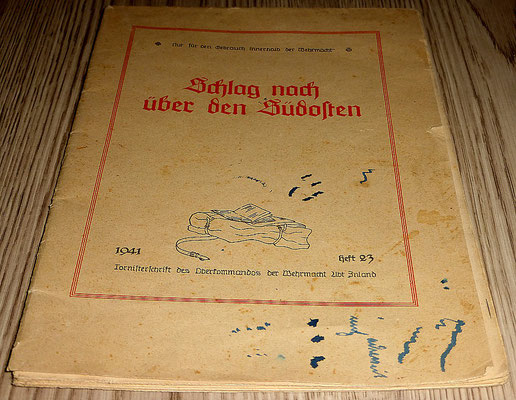 Nur für den Gebrauch innerhalb der Wehrmacht
Schlag nach
über den Südosten
1941
Heft 23
Tornisterschrift des Oberkommandos der Wehrmacht Abt Inland